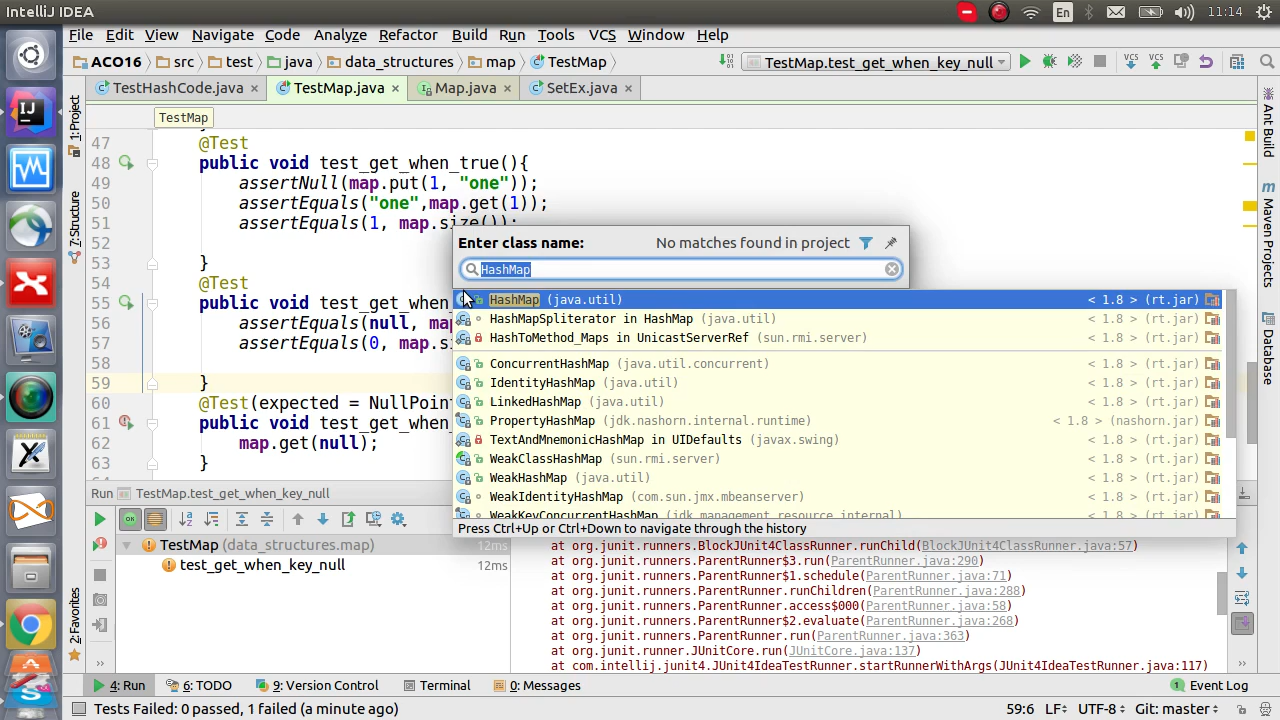 IntelliJ IDEA
En
11:14
File Edit View Navigate Code Analyze Refactor Build Run Tools VCS Window Help
ACO16 src test java data_structures map TestMap
TestMap.test_get_when_key_null
VCS VCS
TestHashCode.java TestMap.java Map.java SetEx.java
TestMap
1: Project
7: Structure
2: Favorites
Ant Build
Maven Projects
Database
47 @Test
48 public void test_get_when_true(){
49 assertNull(map.put(1, "one"));
50 assertEquals("one",map.get(1));
51 assertEquals(1, map.size());
52
53 }
54 @Test
55 public void test_get_when_
56 assertEquals(null, ma
57 assertEquals(0, map.si
58
59 }
60 @Test(expected = NullPoint
61 public void test_get_when_
62 map.get(null);
63 }
Enter class name: No matches found in project
HashMap
HashMap (java.util) < 1.8 > (rt.jar)
HashMapSpliterator in HashMap (java.util) < 1.8 > (rt.jar)
HashToMethod_Maps in UnicastServerRef (sun.rmi.server) < 1.8 > (rt.jar)
ConcurrentHashMap (java.util.concurrent) < 1.8 > (rt.jar)
IdentityHashMap (java.util) < 1.8 > (rt.jar)
LinkedHashMap (java.util) < 1.8 > (rt.jar)
PropertyHashMap (jdk.nashorn.internal.runtime) < 1.8 > (nashorn.jar)
TextAndMnemonicHashMap in UIDefaults (javax.swing) < 1.8 > (rt.jar)
WeakClassHashMap (sun.rmi.server) < 1.8 > (rt.jar)
WeakHashMap (java.util) < 1.8 > (rt.jar)
WeakIdentityHashMap (com.sun.jmx.mbeanserver) < 1.8 > (rt.jar)
WeakKeyConcurrentHashMap (jdk.management.resource.internal) < 1.8 > (rt.jar)
Press Ctrl+Up or Ctrl+Down to navigate through the history
Run TestMap.test_get_when_key_null
TestMap (data_structures.map) 12ms
test_get_when_key_null 12ms
at org.junit.runners.BlockJUnit4ClassRunner.runChild(BlockJUnit4ClassRunner.java:57)
at org.junit.runners.ParentRunner$3.run(ParentRunner.java:290)
at org.junit.runners.ParentRunner$1.schedule(ParentRunner.java:71)
at org.junit.runners.ParentRunner.runChildren(ParentRunner.java:288)
at org.junit.runners.ParentRunner.access$000(ParentRunner.java:58)
at org.junit.runners.ParentRunner$2.evaluate(ParentRunner.java:268)
at org.junit.runners.ParentRunner.run(ParentRunner.java:363)
at org.junit.runner.JUnitCore.run(JUnitCore.java:137)
at com.intellij.junit4.JUnit4IdeaTestRunner.startRunnerWithArgs(JUnit4IdeaTestRunner.java:117)
4: Run 6: TODO 9: Version Control Terminal 0: Messages 1 Event Log
Tests Failed: 0 passed, 1 failed (a minute ago) 59:6 LF UTF-8 Git: master